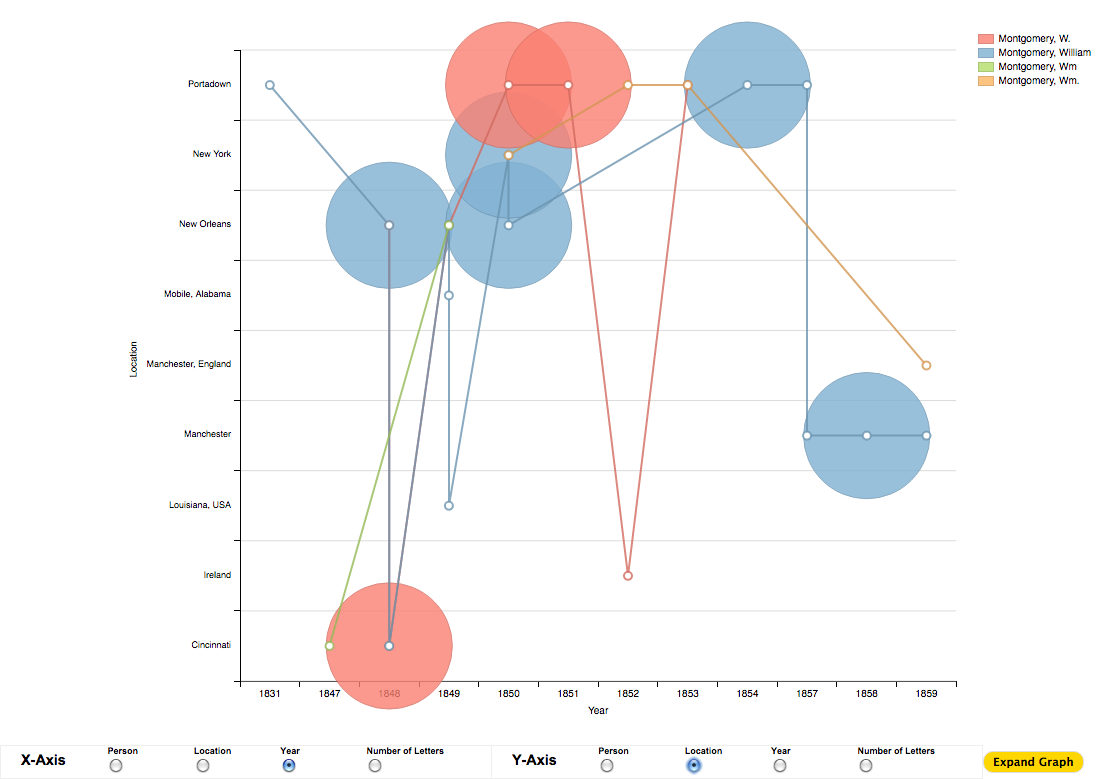 Montgomery, W.
Montgomery, William
Montgomery, Wm
Montgomery, Wm.
Portadown
New York
New Orleans
Mobile, Alabama
Manchester, England
Manchester
Louisiana, USA
Ireland
Cincinnati
Location
1831 1847 1848 1849 1850 1851 1852 1853 1854 1857 1858 1859
Year
X-Axis Person Location Year Number of Letters
Y-Axis Person Location Year Number of Letters
Expand Graph